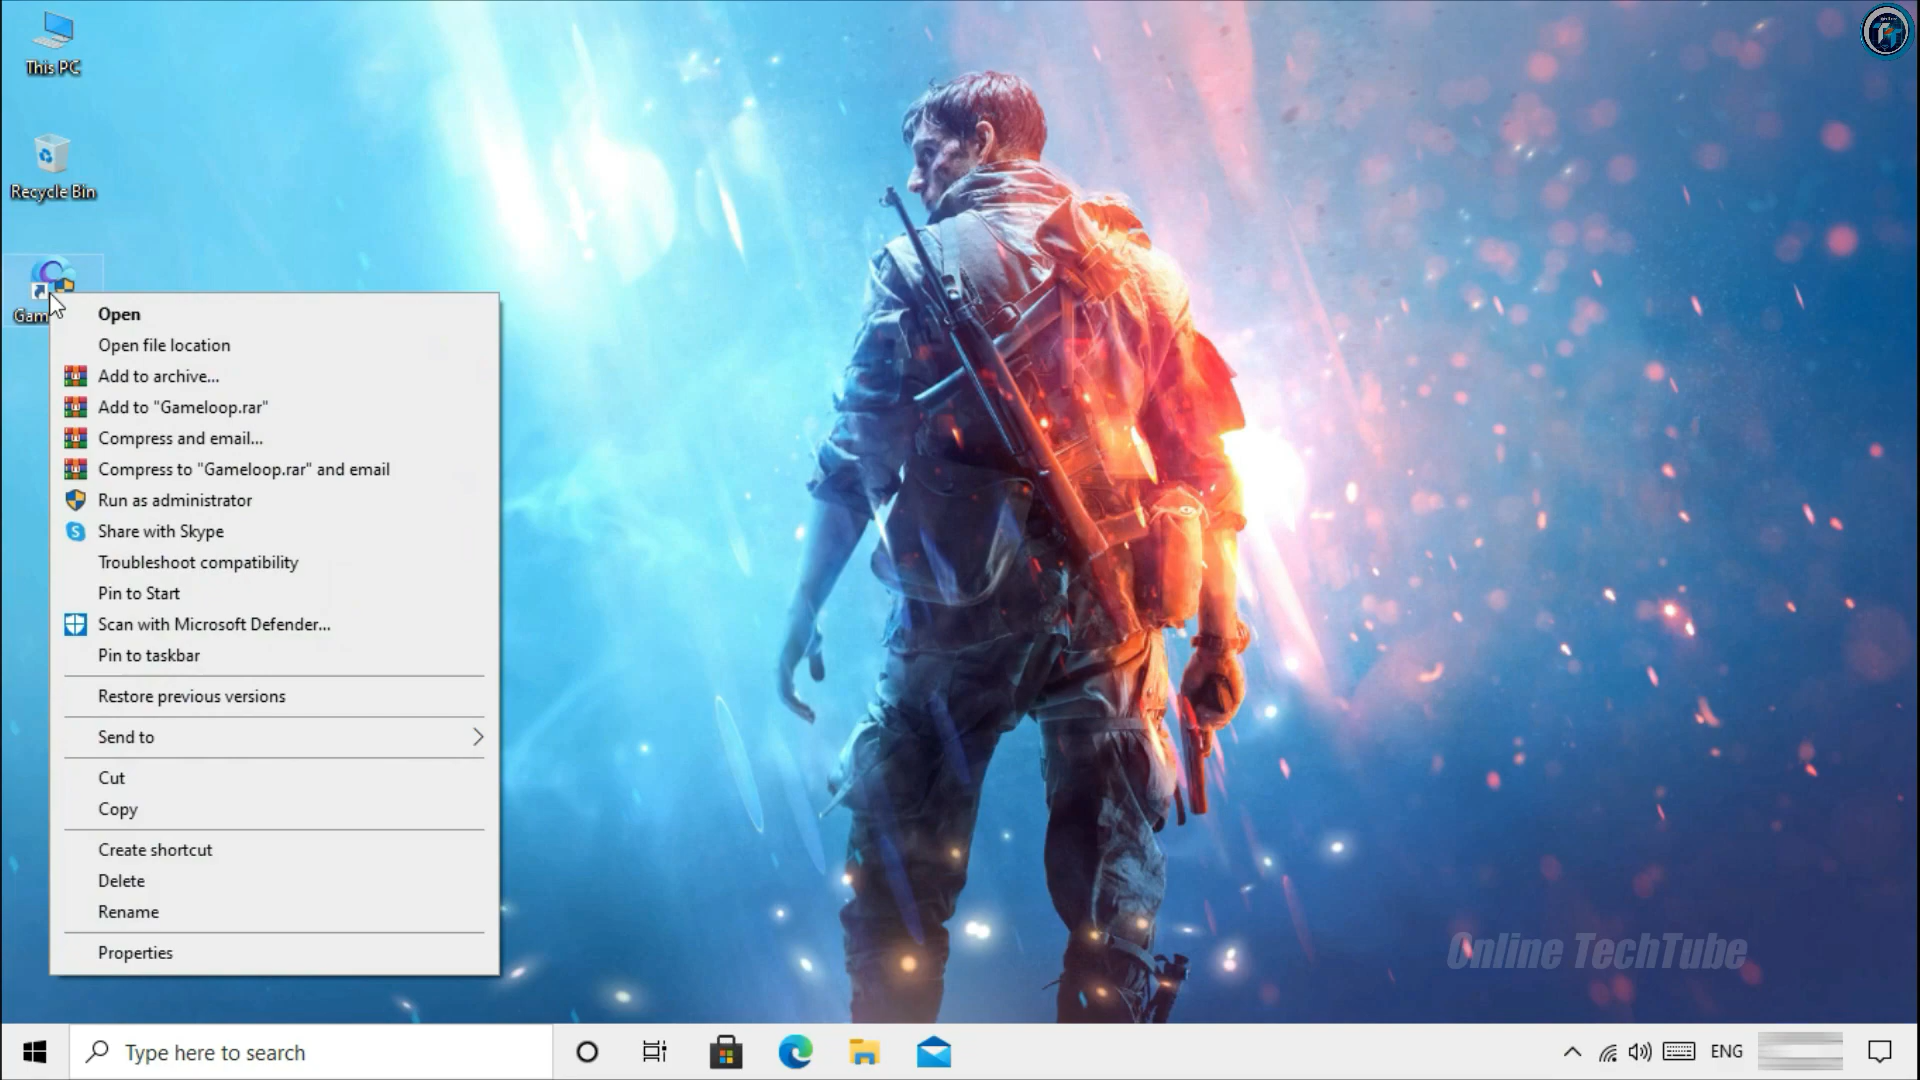 This PC
Recycle Bin
Gam
Open
Open file location
Add to archive...
Add to "Gameloop.rar"
Compress and email...
Compress to "Gameloop.rar" and email
Run as administrator
Share with Skype
Troubleshoot compatibility
Pin to Start
Scan with Microsoft Defender...
Pin to taskbar
Restore previous versions
Send to
Cut
Copy
Create shortcut
Delete
Rename
Properties
Online TechTube
Type here to search
ENG